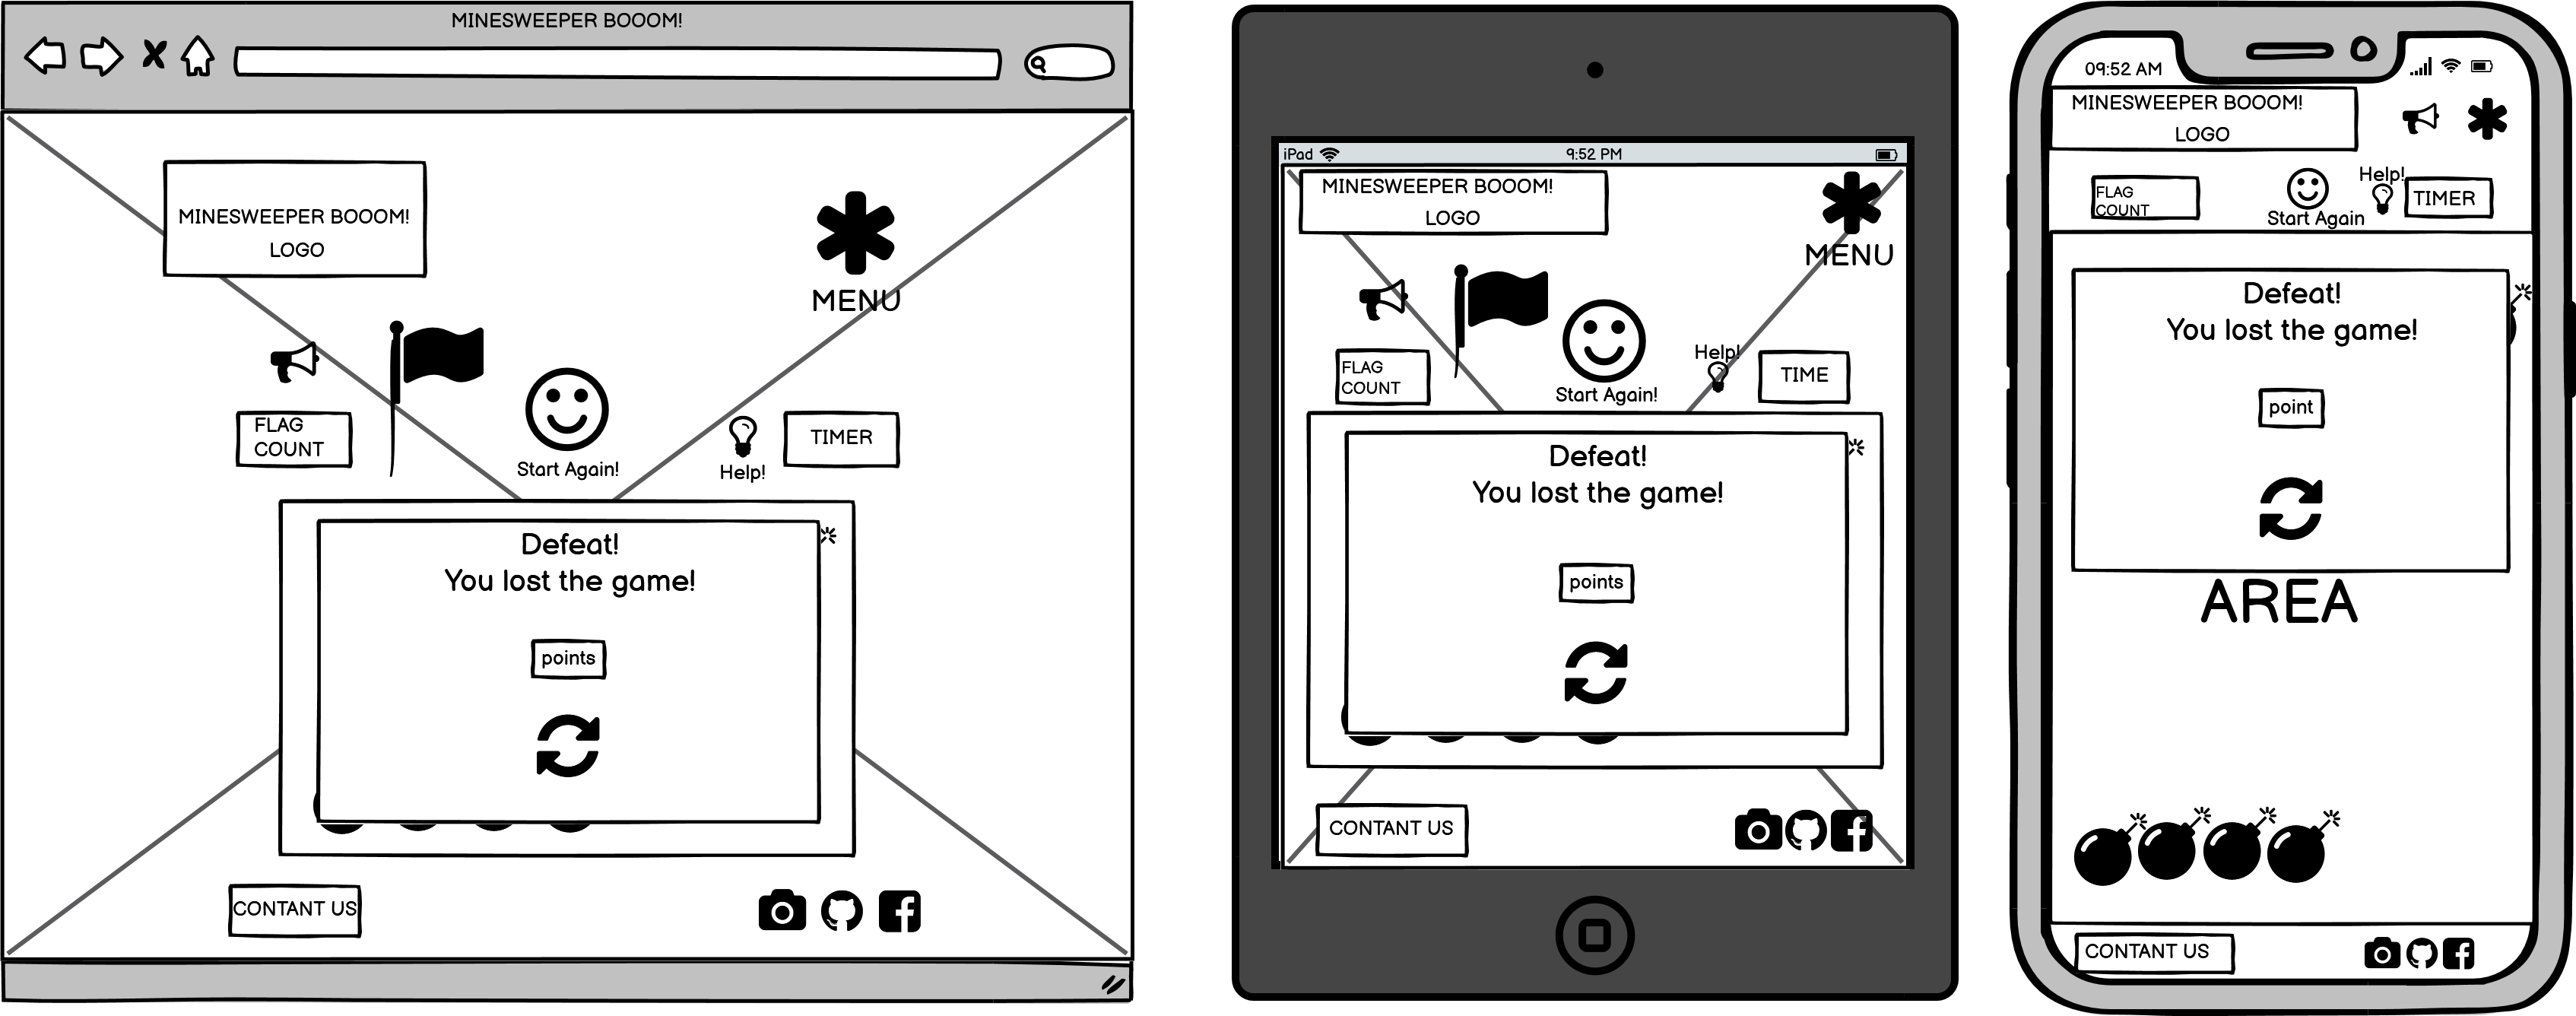 MINESWEEPER BOOOM!
MINESWEEPER BOOOM!
LOGO
MENU
FLAG
COUNT
Start Again!
Help!
TIMER
Defeat!
You lost the game!
points
CONTANT US
iPad
9:52 PM
MINESWEEPER BOOOM!
LOGO
MENU
FLAG
COUNT
Start Again!
Help!
TIME
Defeat!
You lost the game!
points
CONTANT US
09:52 AM
MINESWEEPER BOOOM!
LOGO
FLAG
COUNT
Start Again
Help!
TIMER
Defeat!
You lost the game!
point
AREA
CONTANT US